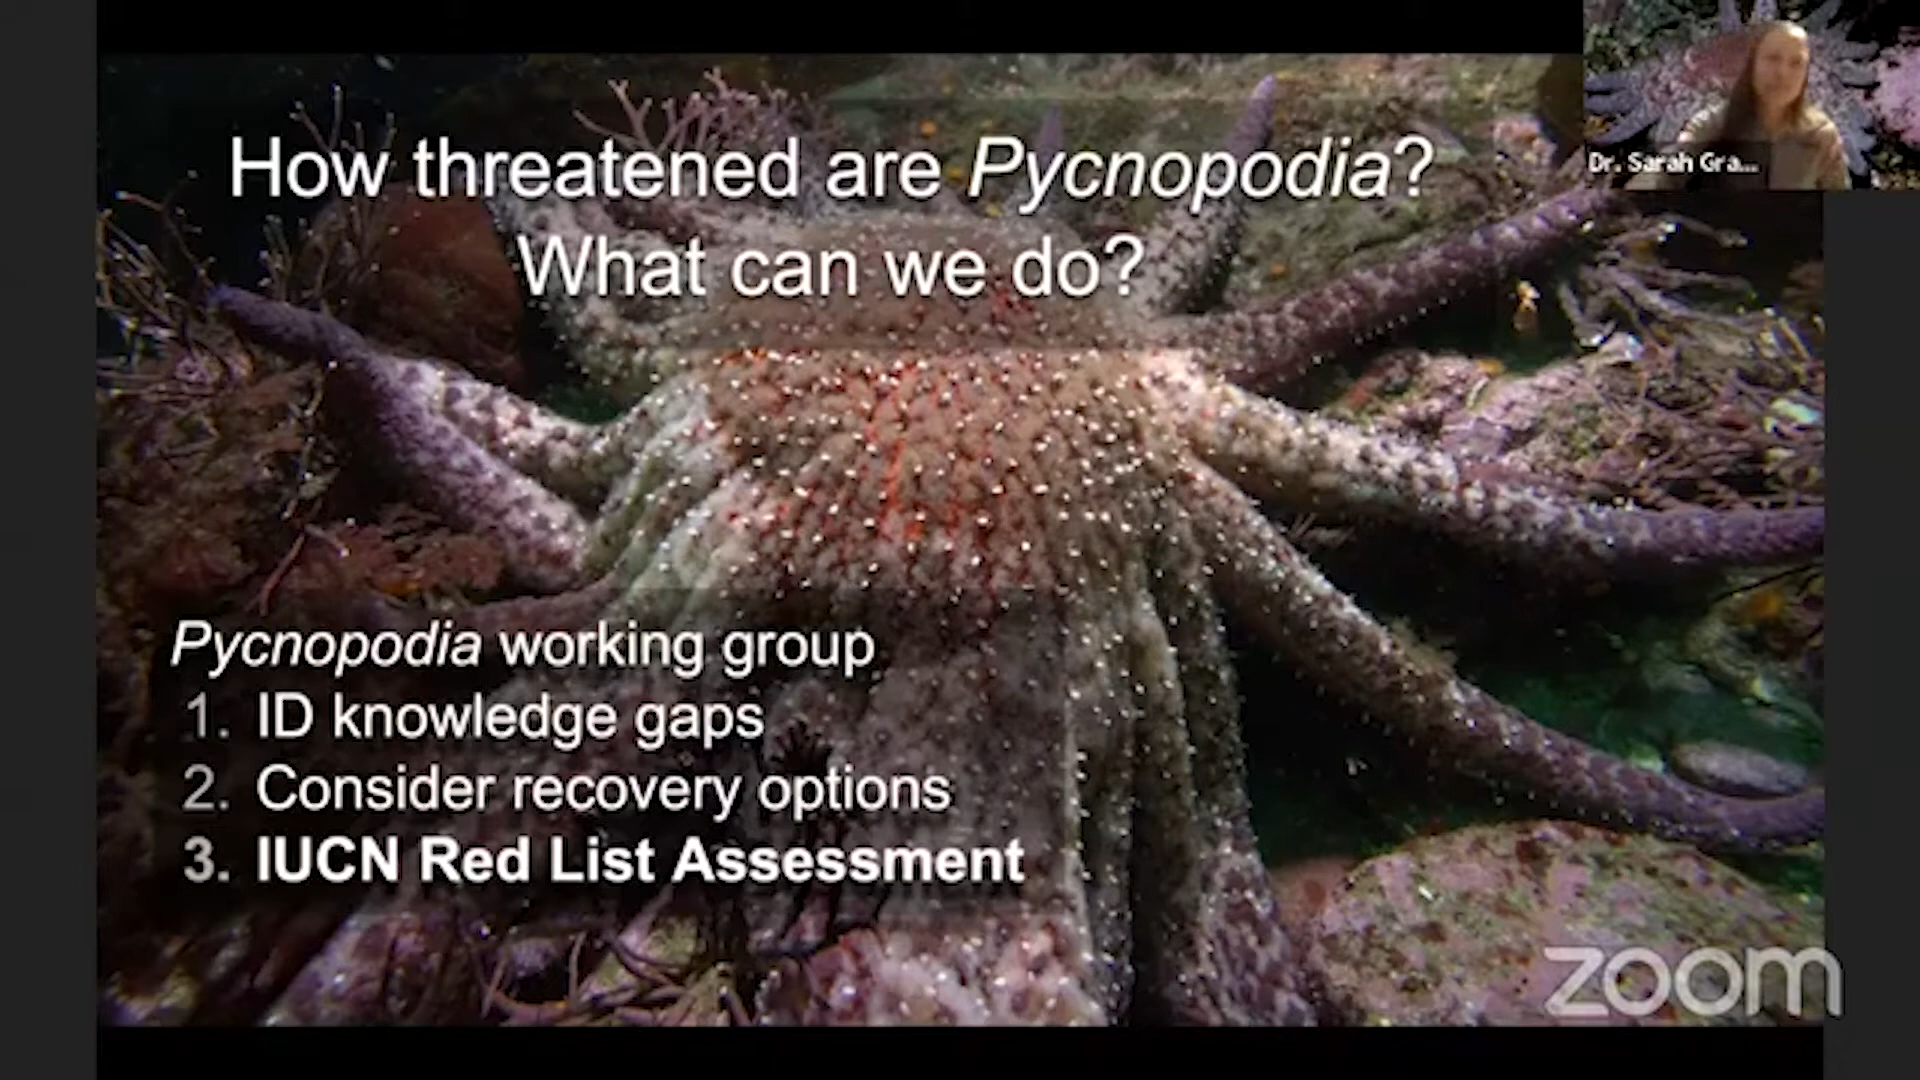 How threatened are Pycnopodia?
What can we do?
Dr. Sarah Gra...
Pycnopodia working group
1. ID knowledge gaps
2. Consider recovery options
3. IUCN Red List Assessment
zoom